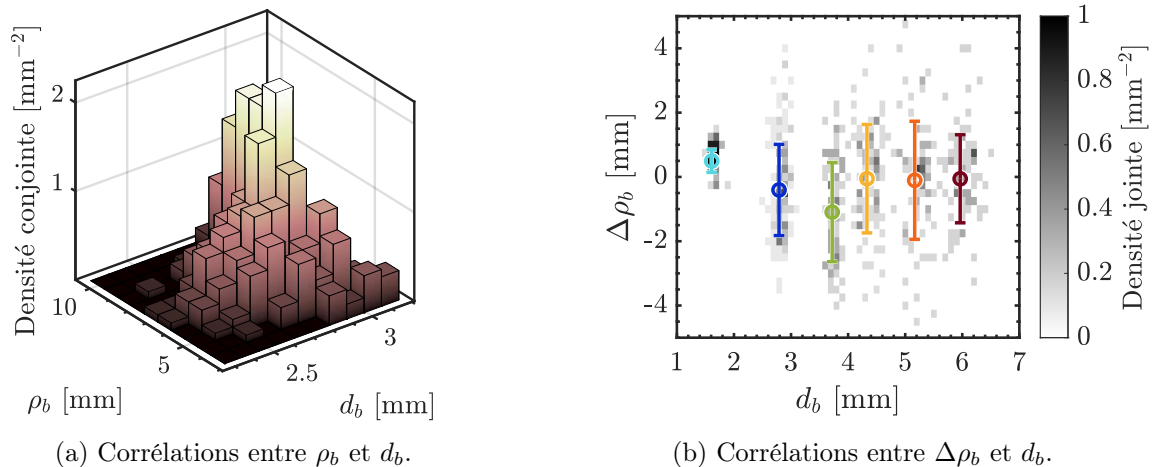 Densité conjointe [mm⁻²]
2
1
10
5
ρ_b [mm]
2.5
3
d_b [mm]
(a) Corrélations entre ρ_b et d_b.
Δρ_b [mm]
4
2
0
-2
-4
1 2 3 4 5 6 7
d_b [mm]
1
0.8
0.6
0.4
0.2
0
Densité jointe [mm⁻²]
(b) Corrélations entre Δρ_b et d_b.